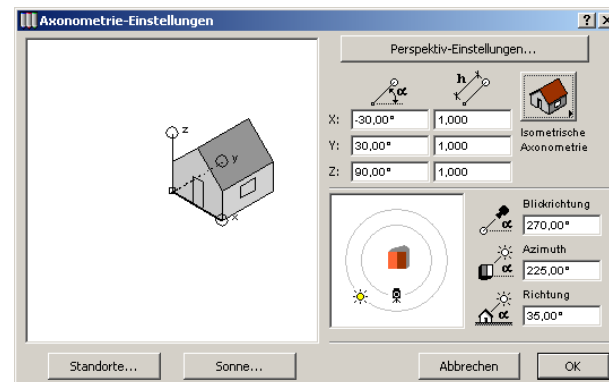 Axonometrie-Einstellungen
Perspektiv-Einstellungen...
α h
X: -30,00° 1,000
Y: 30,00° 1,000
Z: 90,00° 1,000
Isometrische
Axonometrie
z
y
x
Blickrichtung
α 270,00°
Azimuth
α 225,00°
Richtung
α 35,00°
Standorte...
Sonne...
Abbrechen
OK